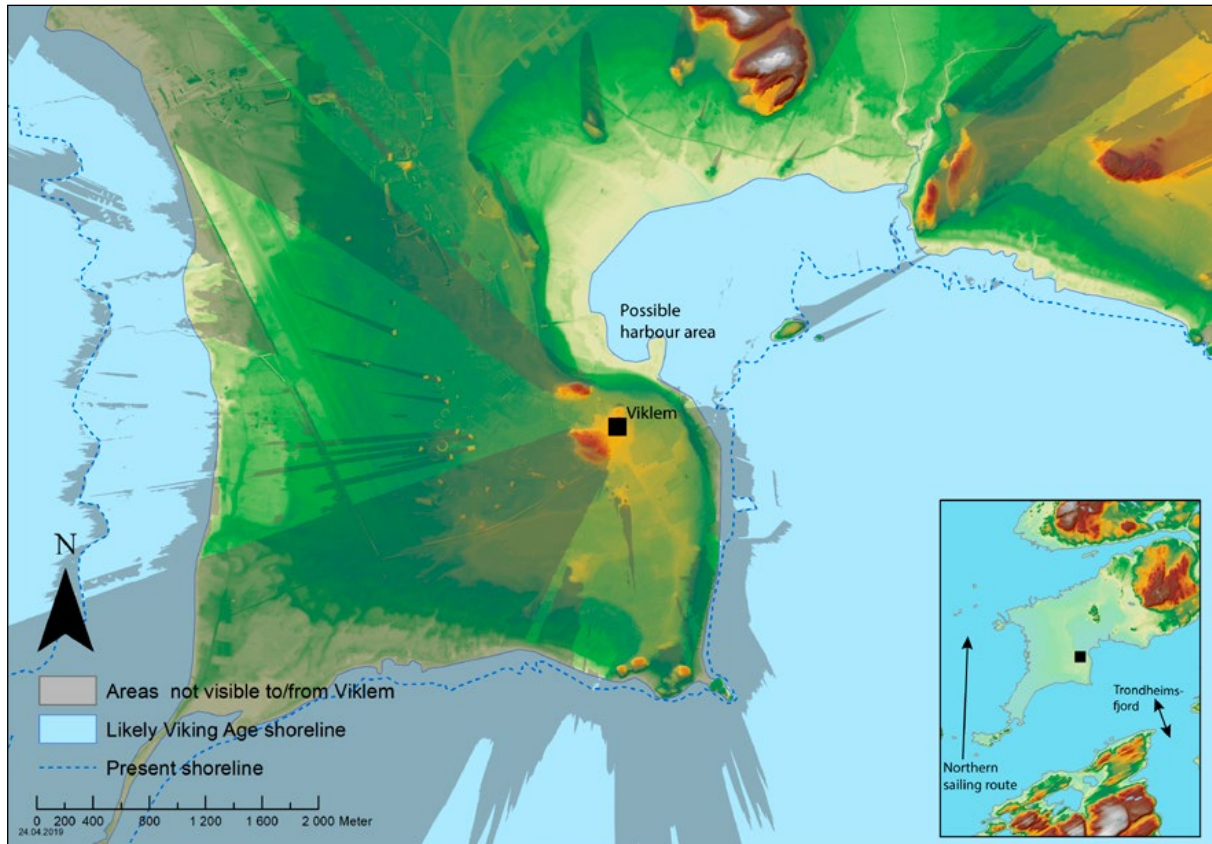 Possible
harbour area
Viklem
N
Areas  not visible to/from Viklem
Likely Viking Age shoreline
Present shoreline
0 200 400 800 1 200 1 600 2 000 Meter
24.04.2019
Trondheims-
fjord
Northern
sailing route